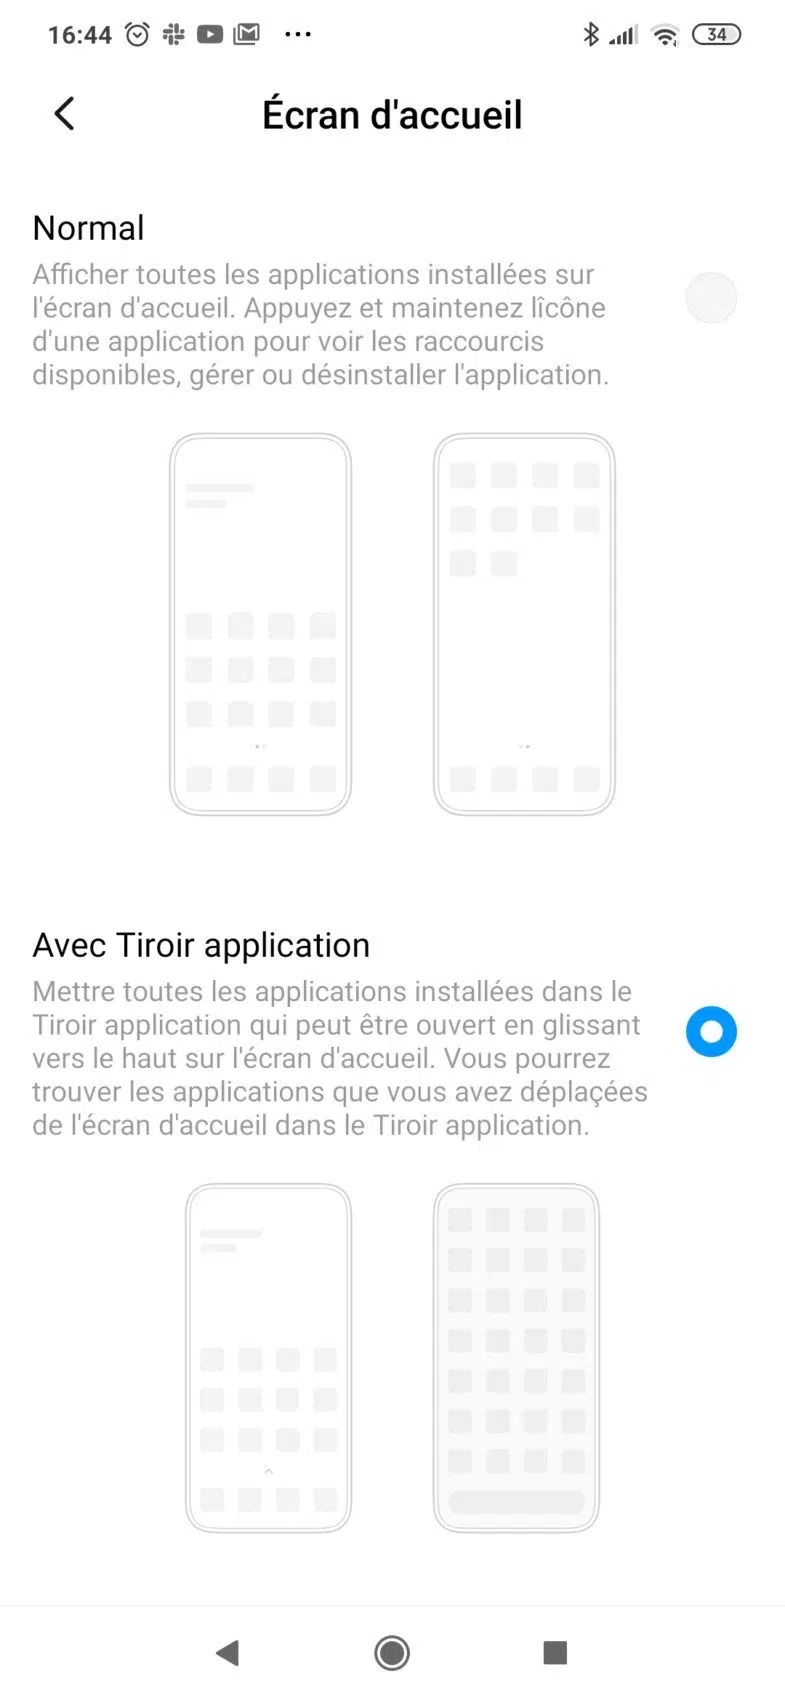 16:44
34
Écran d'accueil
Normal
Afficher toutes les applications installées sur
l'écran d'accueil. Appuyez et maintenez lîcône
d'une application pour voir les raccourcis
disponibles, gérer ou désinstaller l'application.
Avec Tiroir application
Mettre toutes les applications installées dans le
Tiroir application qui peut être ouvert en glissant
vers le haut sur l'écran d'accueil. Vous pourrez
trouver les applications que vous avez déplaçées
de l'écran d'accueil dans le Tiroir application.